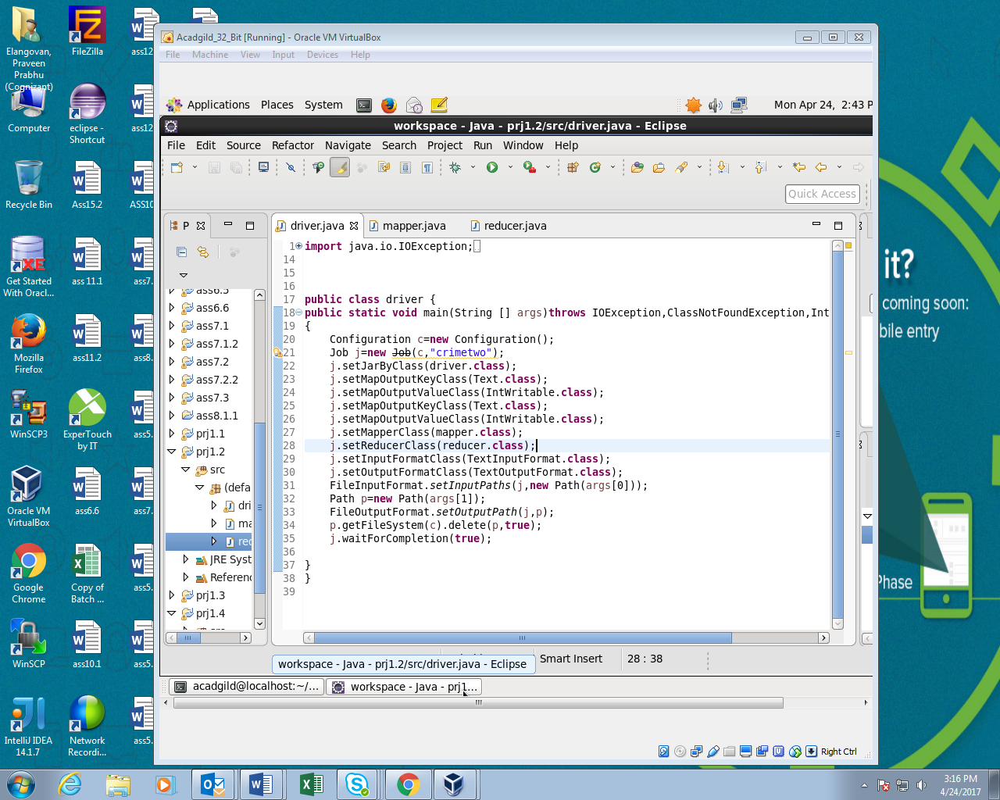 Elangovan,
Praveen
Prabhu
(Cognizant)
FileZilla
ass12
Computer
eclipse -
Shortcut
ass12
Recycle Bin
Ass15.2
ASS10
Get Started
With Oracl...
ass 11.1
ass7.
Mozilla
Firefox
ass11.2
ass8.
WinSCP3
ExperTouch
by IT
ass5.
Oracle VM
VirtualBox
ass6.6
ass7.
Google
Chrome
Copy of
Batch ...
ass5.
WinSCP
ass10.1
ass5.
IntelliJ IDEA
14.1.7
Network
Recordi...
ass5.
Acadgild_32_Bit [Running] - Oracle VM VirtualBox
File Machine View Input Devices Help
Applications Places System
Mon Apr 24, 2:43 P
workspace - Java - prj1.2/src/driver.java - Eclipse
File Edit Source Refactor Navigate Search Project Run Window Help
Quick Access
P
driver.java mapper.java reducer.java
ass6.5
ass6.6
ass7.1
ass7.1.2
ass7.2
ass7.2.2
ass7.3
ass8.1.1
prj1.1
prj1.2
src
(defa
dri
ma
red
JRE Syst
Referenc
prj1.3
prj1.4
1 import java.io.IOException;
14
15
16
17 public class driver {
18 public static void main(String [] args)throws IOException,ClassNotFoundException,Int
19 {
20 Configuration c=new Configuration();
21 Job j=new Job(c,"crimetwo");
22 j.setJarByClass(driver.class);
23 j.setMapOutputKeyClass(Text.class);
24 j.setMapOutputValueClass(IntWritable.class);
25 j.setMapOutputKeyClass(Text.class);
26 j.setMapOutputValueClass(IntWritable.class);
27 j.setMapperClass(mapper.class);
28 j.setReducerClass(reducer.class);
29 j.setInputFormatClass(TextInputFormat.class);
30 j.setOutputFormatClass(TextOutputFormat.class);
31 FileInputFormat.setInputPaths(j,new Path(args[0]));
32 Path p=new Path(args[1]);
33 FileOutputFormat.setOutputPath(j,p);
34 p.getFileSystem(c).delete(p,true);
35 j.waitForCompletion(true);
36
37 }
38 }
39
Smart Insert 28 : 38
workspace - Java - prj1.2/src/driver.java - Eclipse
acadgild@localhost:~/...
workspace - Java - prj1...
Right Ctrl
it?
coming soon:
bile entry
Phase
3:16 PM
4/24/2017